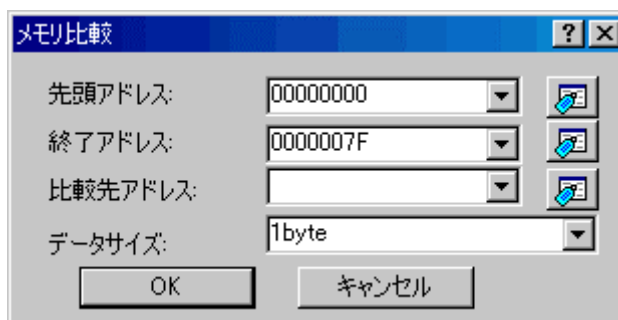 メモリ比較
先頭アドレス: 00000000
終了アドレス: 0000007F
比較先アドレス:
データサイズ: 1byte
OK キャンセル